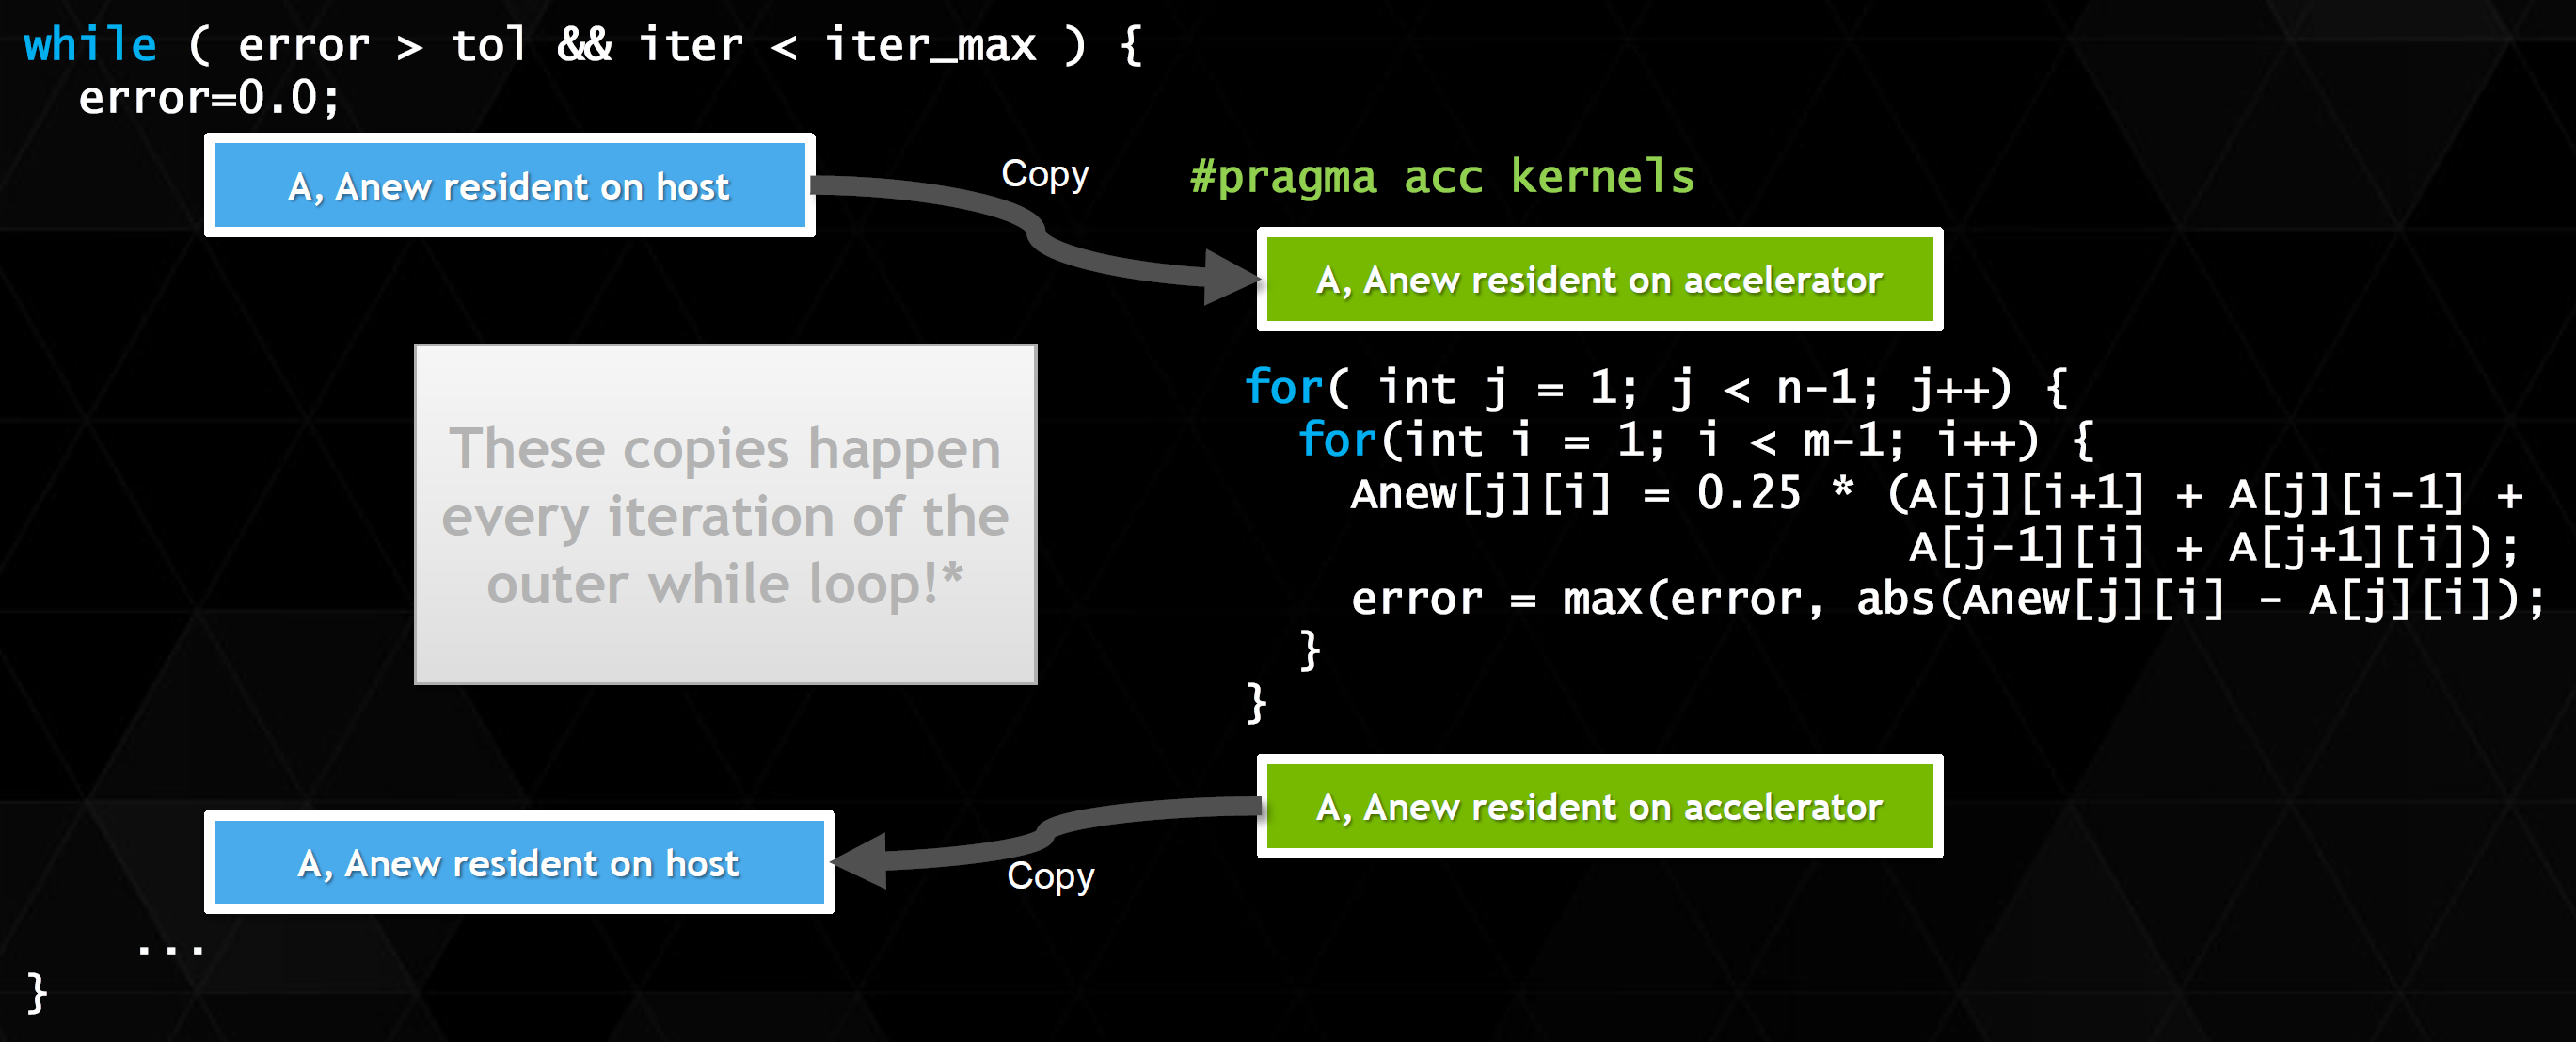 while ( error > tol && iter < iter_max ) {
error=0.0;
A, Anew resident on host
Copy
#pragma acc kernels
A, Anew resident on accelerator
These copies happen
every iteration of the
outer while loop!*
for( int j = 1; j < n-1; j++) {
for(int i = 1; i < m-1; i++) {
Anew[j][i] = 0.25 * (A[j][i+1] + A[j][i-1] +
A[j-1][i] + A[j+1][i]);
error = max(error, abs(Anew[j][i] - A[j][i]);
}
}
A, Anew resident on accelerator
A, Anew resident on host
Copy
...
}